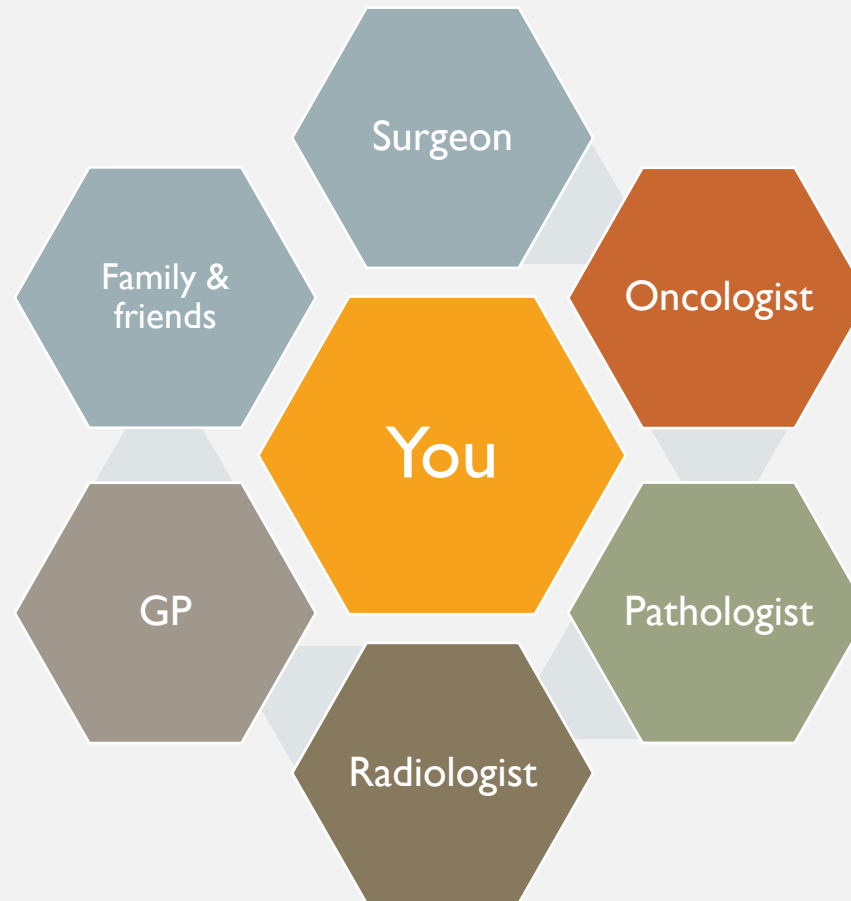 Surgeon
Family &
friends
Oncologist
You
GP
Pathologist
Radiologist